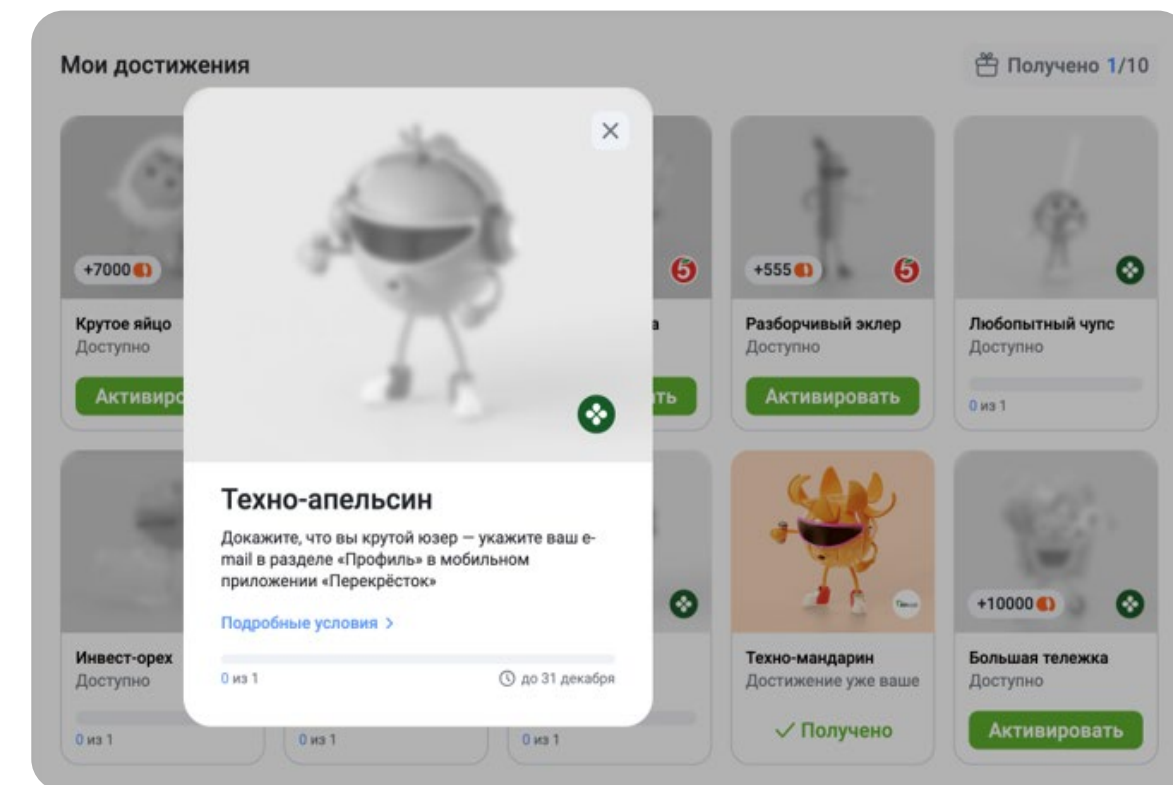 Мои достижения
Получено 1/10
+7000
5
+555
5
Крутое яйцо
Доступно
Активиро
а
ть
Разборчивый эклер
Доступно
Активировать
Любопытный чупс
Доступно
0 из 1
Техно-апельсин
Докажите, что вы крутой юзер — укажите ваш e-
mail в разделе «Профиль» в мобильном
приложении «Перекрёсток»
Подробные условия >
0 из 1
до 31 декабря
Инвест-орех
Доступно
0 из 1
0 из 1
0 из 1
Техно-мандарин
Достижение уже ваше
Получено
+10000
Большая тележка
Доступно
Активировать